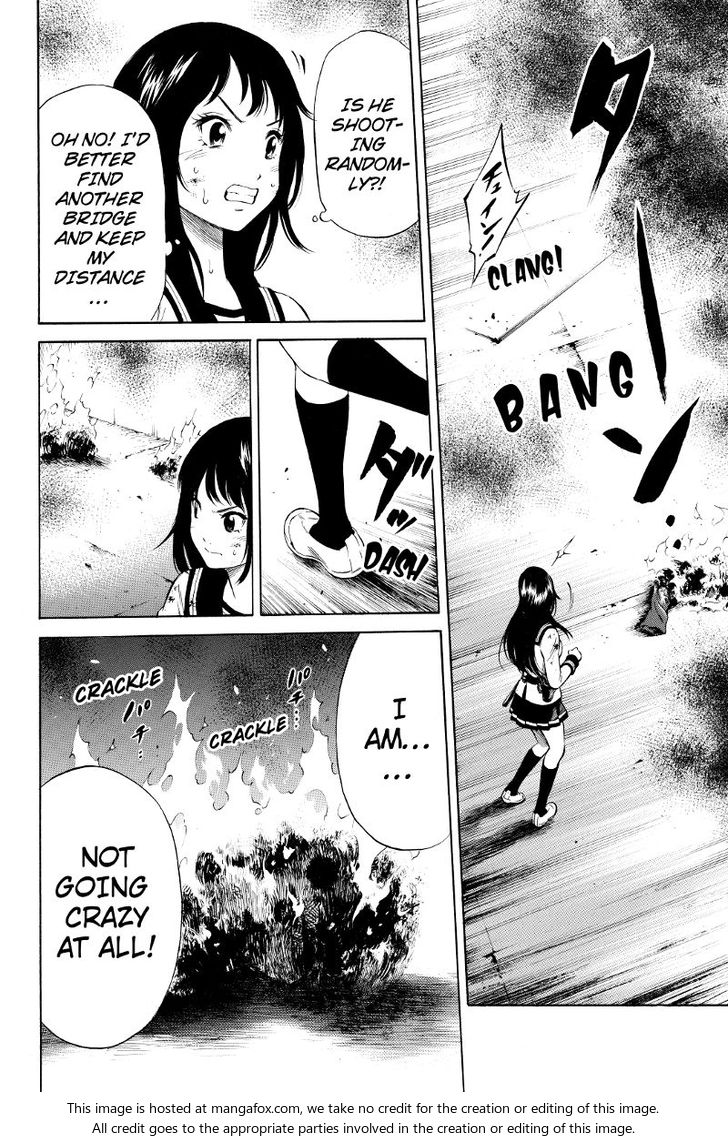 ダ
ン
チュイン
CLANG!
BANG
IS HE
SHOOT-
ING
RANDOM-
LY?!
OH NO! I'D
BETTER
FIND
ANOTHER
BRIDGE
AND KEEP
MY
DISTANCE
...
ダッ
DASH
I
AM...
...
パチ...
CRACKLE
パチ...
CRACKLE
NOT
GOING
CRAZY
AT ALL!
This image is hosted at mangafox.com, we take no credit for the creation or editing of this image.
All credit goes to the appropriate parties involved in the creation or editing of this image.